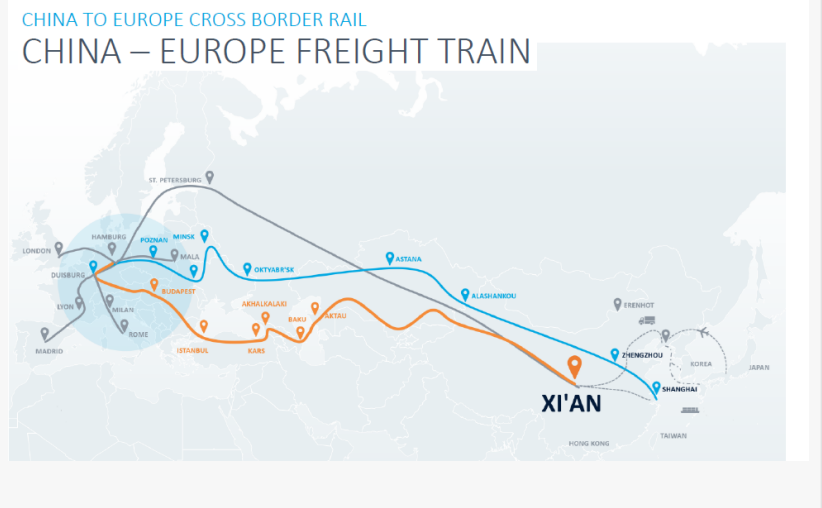 CHINA TO EUROPE CROSS BORDER RAIL
CHINA – EUROPE FREIGHT TRAIN
ST. PETERSBURG
HAMBURG
POZNAN
MINSK
LONDON
MALA
DUISBURG
OKTYABR'SK
ASTANA
BUDAPEST
ALASHANKOU
LYON
MILAN
AKHALKALAKI
BAKU
AKTAU
ERENHOT
ROME
MADRID
ISTANBUL
KARS
ZHENGZHOU
KOREA
JAPAN
SHANGHAI
XI'AN
TAIWAN
HONG KONG